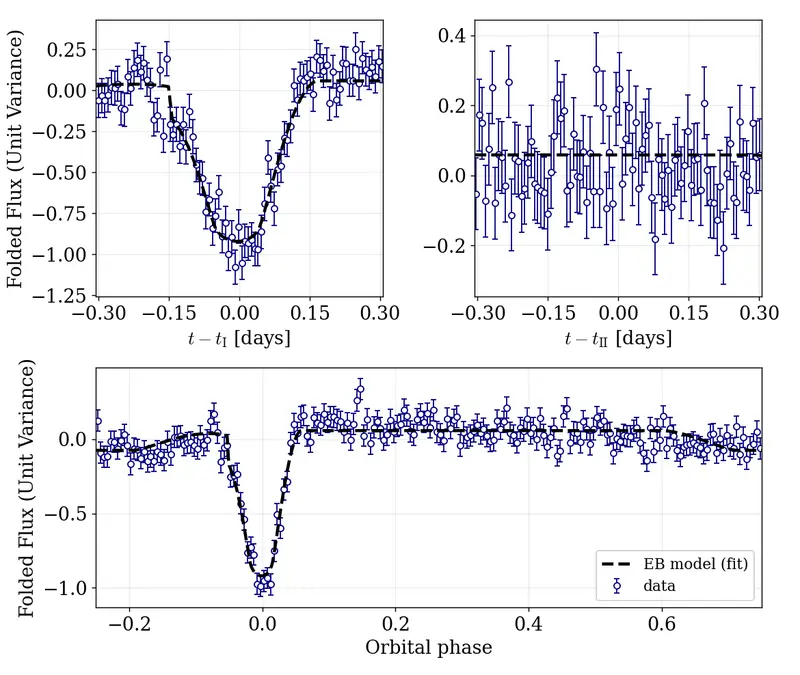 Folded Flux (Unit Variance)
0.25
0.00
−0.25
−0.50
−0.75
−1.00
−1.25
−0.30 −0.15 0.00 0.15 0.30
t − tI [days]
0.4
0.2
0.0
−0.2
−0.30 −0.15 0.00 0.15 0.30
t − tII [days]
Folded Flux (Unit Variance)
0.0
−0.5
−1.0
EB model (fit)
data
−0.2 0.0 0.2 0.4 0.6
Orbital phase